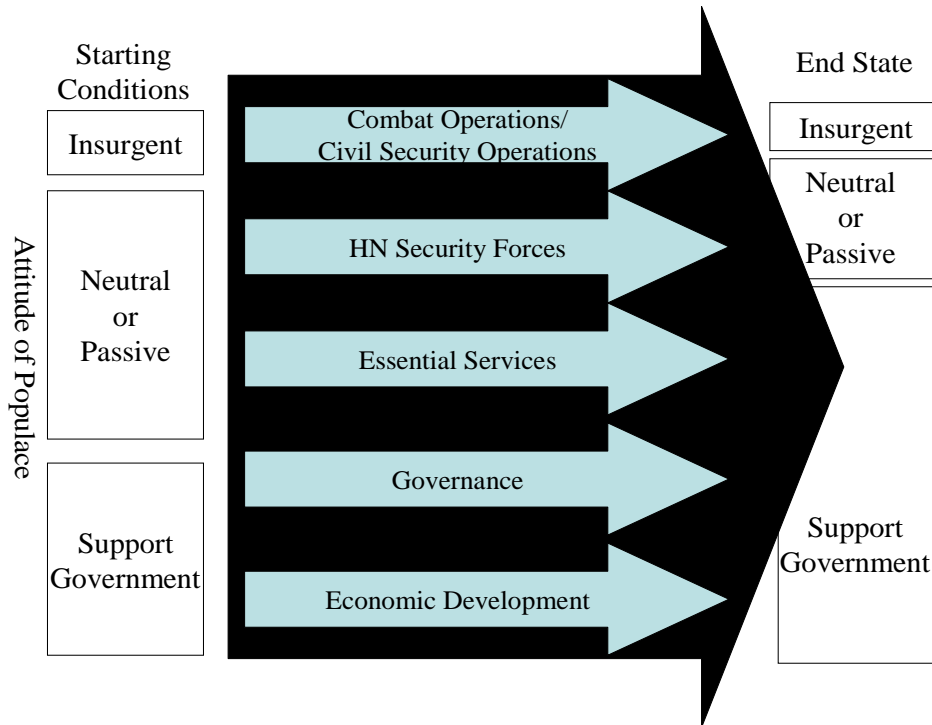 Starting
Conditions
Insurgent
Neutral
or
Passive
Support
Government
Attitude of Populace
Combat Operations/
Civil Security Operations
HN Security Forces
Essential Services
Governance
Economic Development
End State
Insurgent
Neutral
or
Passive
Support
Government